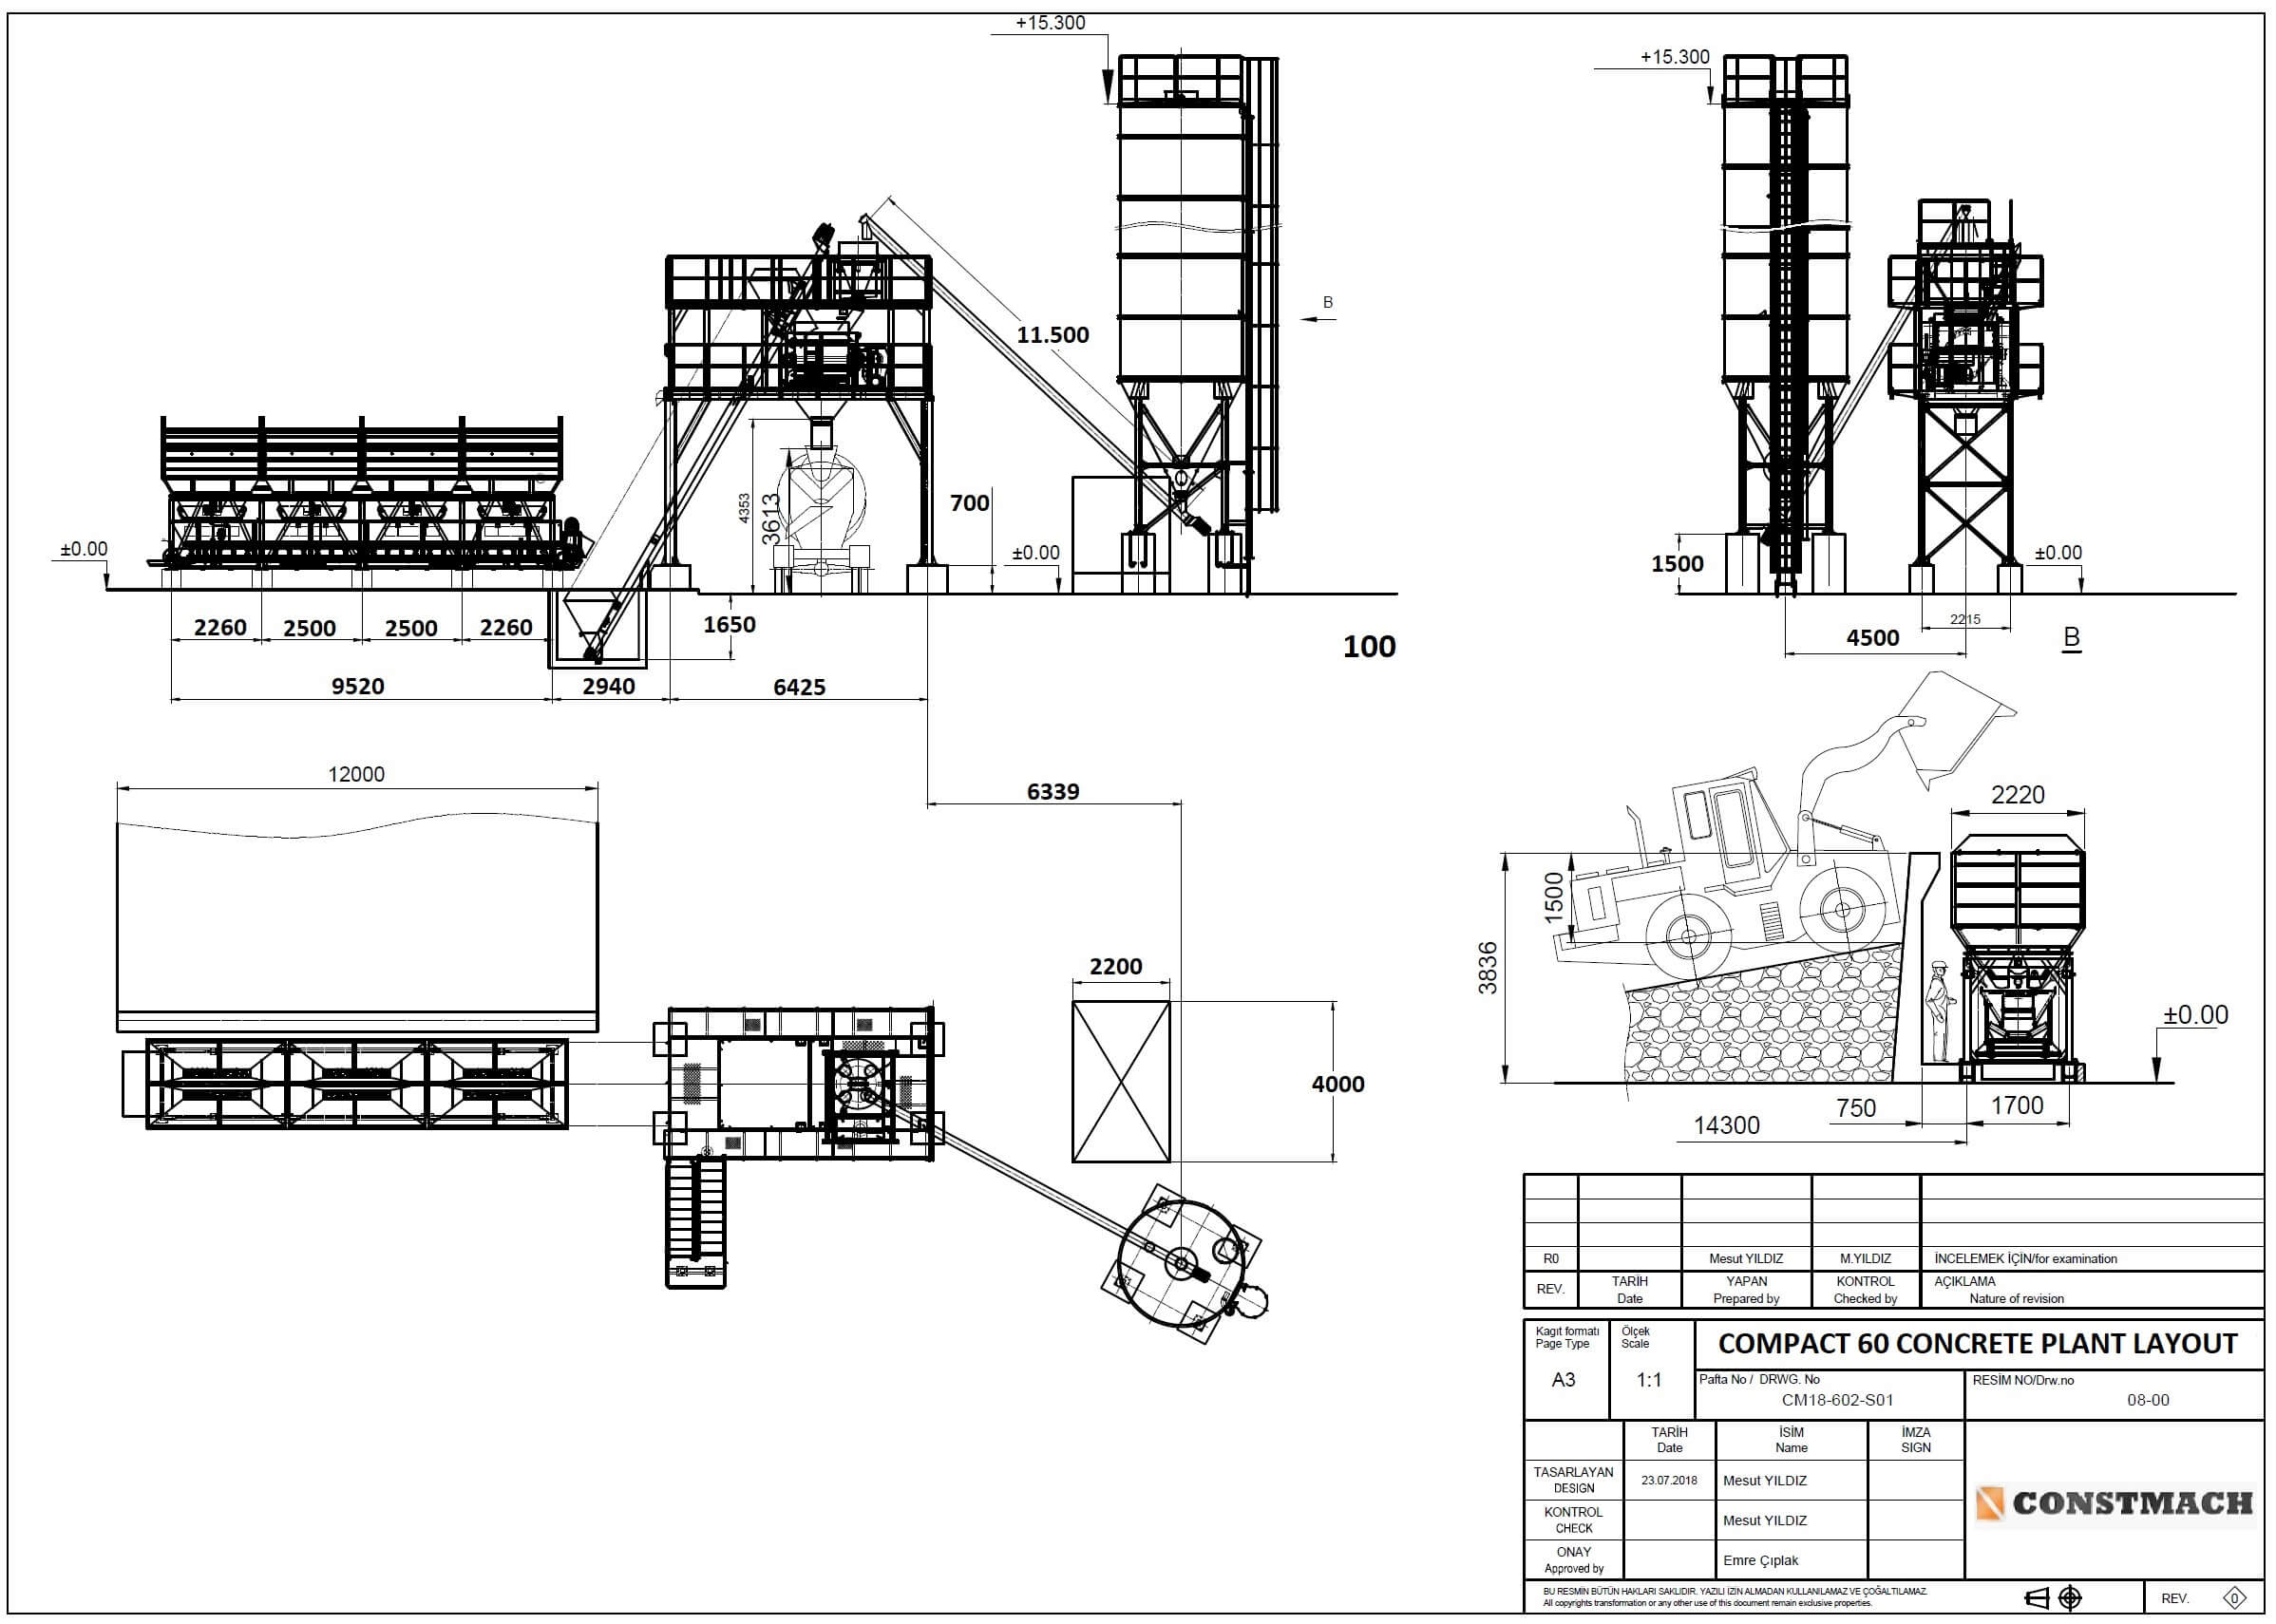 +15.300
+15.300
B
11.500
4353
3613
700
±0.00
±0.00
1500
±0.00
2260
2500
2500
2260
1650
100
2215
4500
B
9520
2940
6425
12000
6339
2220
1500
3836
2200
4000
±0.00
750
1700
14300
R0
Mesut YILDIZ
M.YILDIZ
İNCELEMEK İÇİN/for examination
REV.
TARİH
Date
YAPAN
Prepared by
KONTROL
Checked by
AÇIKLAMA
Nature of revision
Kagıt formatı
Page Type
A3
Ölçek
Scale
1:1
COMPACT 60 CONCRETE PLANT LAYOUT
Pafta No / DRWG. No
CM18-602-S01
RESİM NO/Drw.no
08-00
TARİH
Date
İSİM
Name
İMZA
SIGN
TASARLAYAN
DESIGN
23.07.2018
Mesut YILDIZ
KONTROL
CHECK
Mesut YILDIZ
ONAY
Approved by
Emre Çıplak
CONSTMACH
BU RESMİN BÜTÜN HAKLARI SAKLIDIR. YAZILI İZİN ALMADAN KULLANILAMAZ VE ÇOĞALTILAMAZ.
All copyrights transformation or any other use of this document remain exclusive properties.
REV.
0